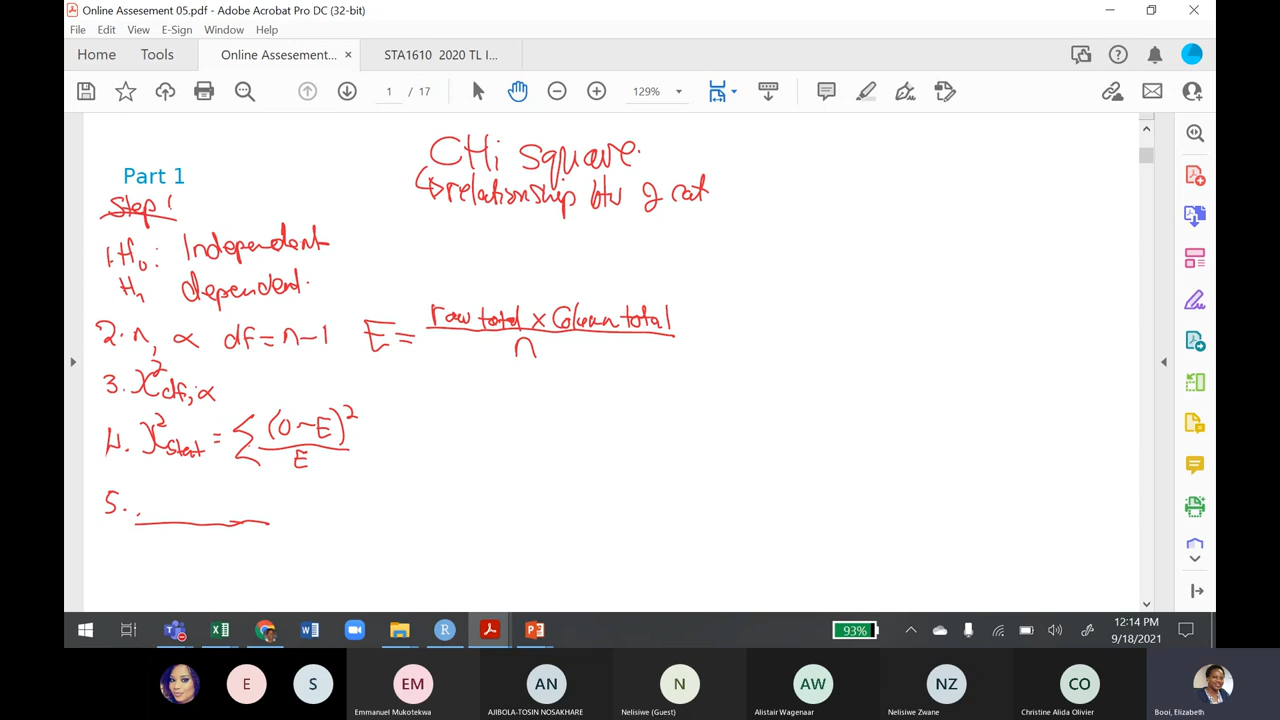 Online Assesement 05.pdf - Adobe Acrobat Pro DC (32-bit)
File Edit View E-Sign Window Help
Home Tools Online Assesement... × STA1610 2020 TL I...
1 / 17 129%
CHi square
Part 1
↳ relationship btw 2 cat
Step 1
1. H₀: Independent
H₁ dependent.
2. n, α df = n-1 E = row total × Column total / n
3. χ² df; α
4. χ² stat = Σ (O-E)² / E
5.
93%
12:14 PM
9/18/2021
E S EM AN N AW NZ CO
Emmanuel Mukotekwa AJIBOLA-TOSIN NOSAKHARE Nelisiwe (Guest) Alistair Wagenaar Nelisiwe Zwane Christine Alida Olivier Booi, Elizabeth